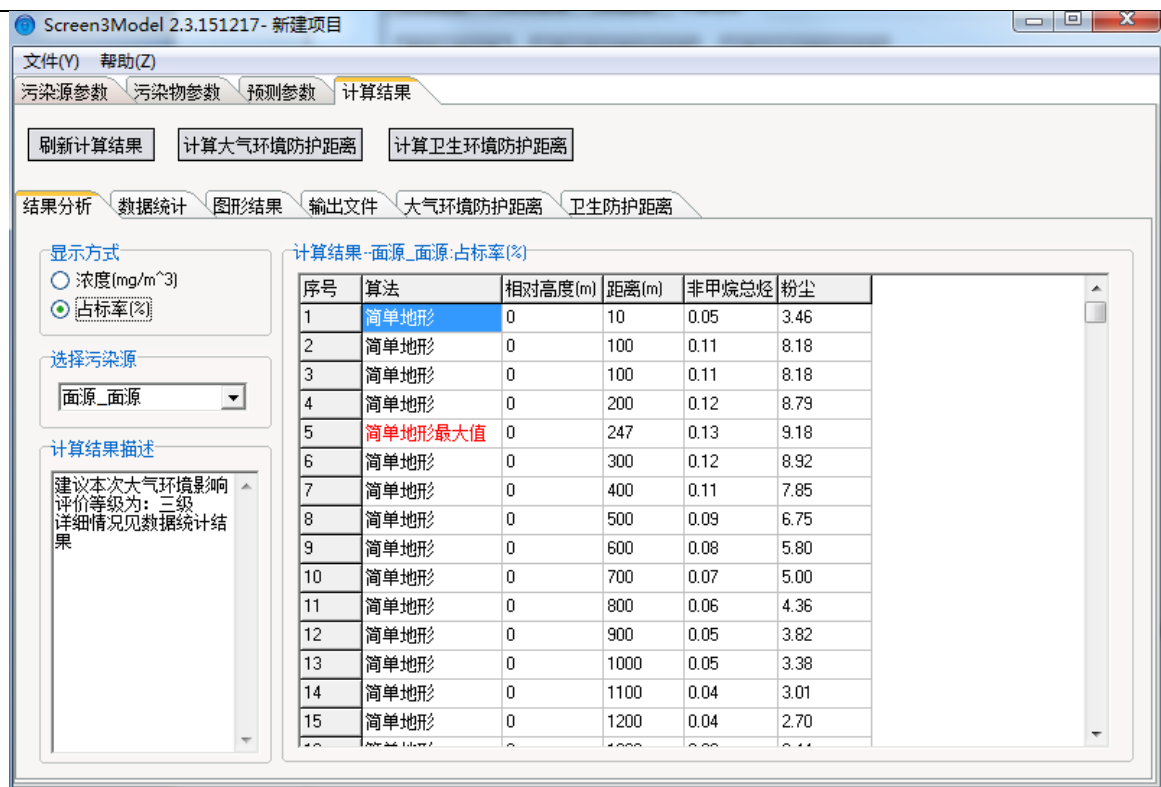 Screen3Model 2.3.151217- 新建项目
文件(Y) 帮助(Z)
污染源参数 污染物参数 预测参数 计算结果
刷新计算结果 计算大气环境防护距离 计算卫生环境防护距离
结果分析 数据统计 图形结果 输出文件 大气环境防护距离 卫生防护距离
显示方式
浓度(mg/m^3)
占标率(%)
选择污染源
面源_面源
计算结果描述
建议本次大气环境影响
评价等级为：三级
详细情况见数据统计结
果
计算结果--面源_面源:占标率(%)
序号 算法 相对高度(m) 距离(m) 非甲烷总烃 粉尘
1 简单地形 0 10 0.05 3.46
2 简单地形 0 100 0.11 8.18
3 简单地形 0 100 0.11 8.18
4 简单地形 0 200 0.12 8.79
5 简单地形最大值 0 247 0.13 9.18
6 简单地形 0 300 0.12 8.92
7 简单地形 0 400 0.11 7.85
8 简单地形 0 500 0.09 6.75
9 简单地形 0 600 0.08 5.80
10 简单地形 0 700 0.07 5.00
11 简单地形 0 800 0.06 4.36
12 简单地形 0 900 0.05 3.82
13 简单地形 0 1000 0.05 3.38
14 简单地形 0 1100 0.04 3.01
15 简单地形 0 1200 0.04 2.70